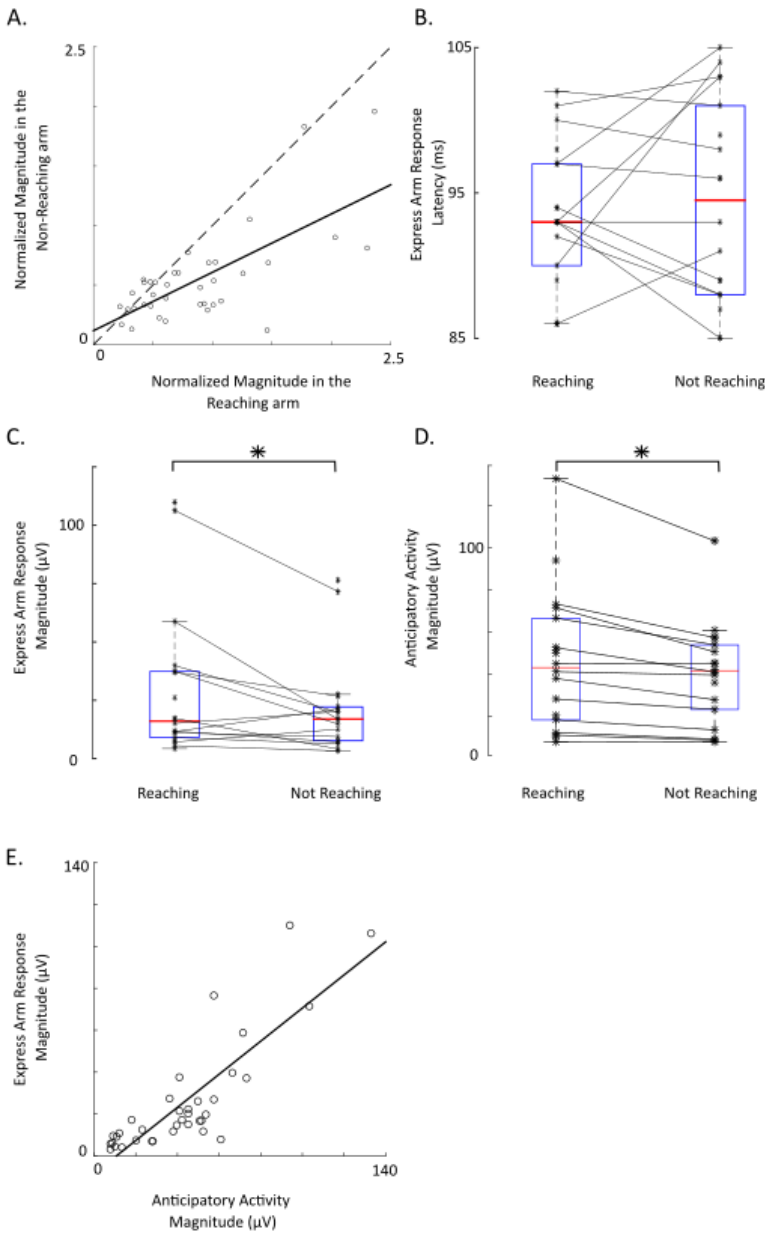 A.
2.5
Normalized Magnitude in the
Non-Reaching arm
0
0
2.5
Normalized Magnitude in the
Reaching arm
B.
105
Express Arm Response
Latency (ms)
95
85
Reaching
Not Reaching
C.
*
100
Express Arm Response
Magnitude (µV)
0
Reaching
Not Reaching
D.
*
100
Anticipatory Activity
Magnitude (µV)
0
Reaching
Not Reaching
E.
140
Express Arm Response
Magnitude (µV)
0
0
140
Anticipatory Activity
Magnitude (µV)